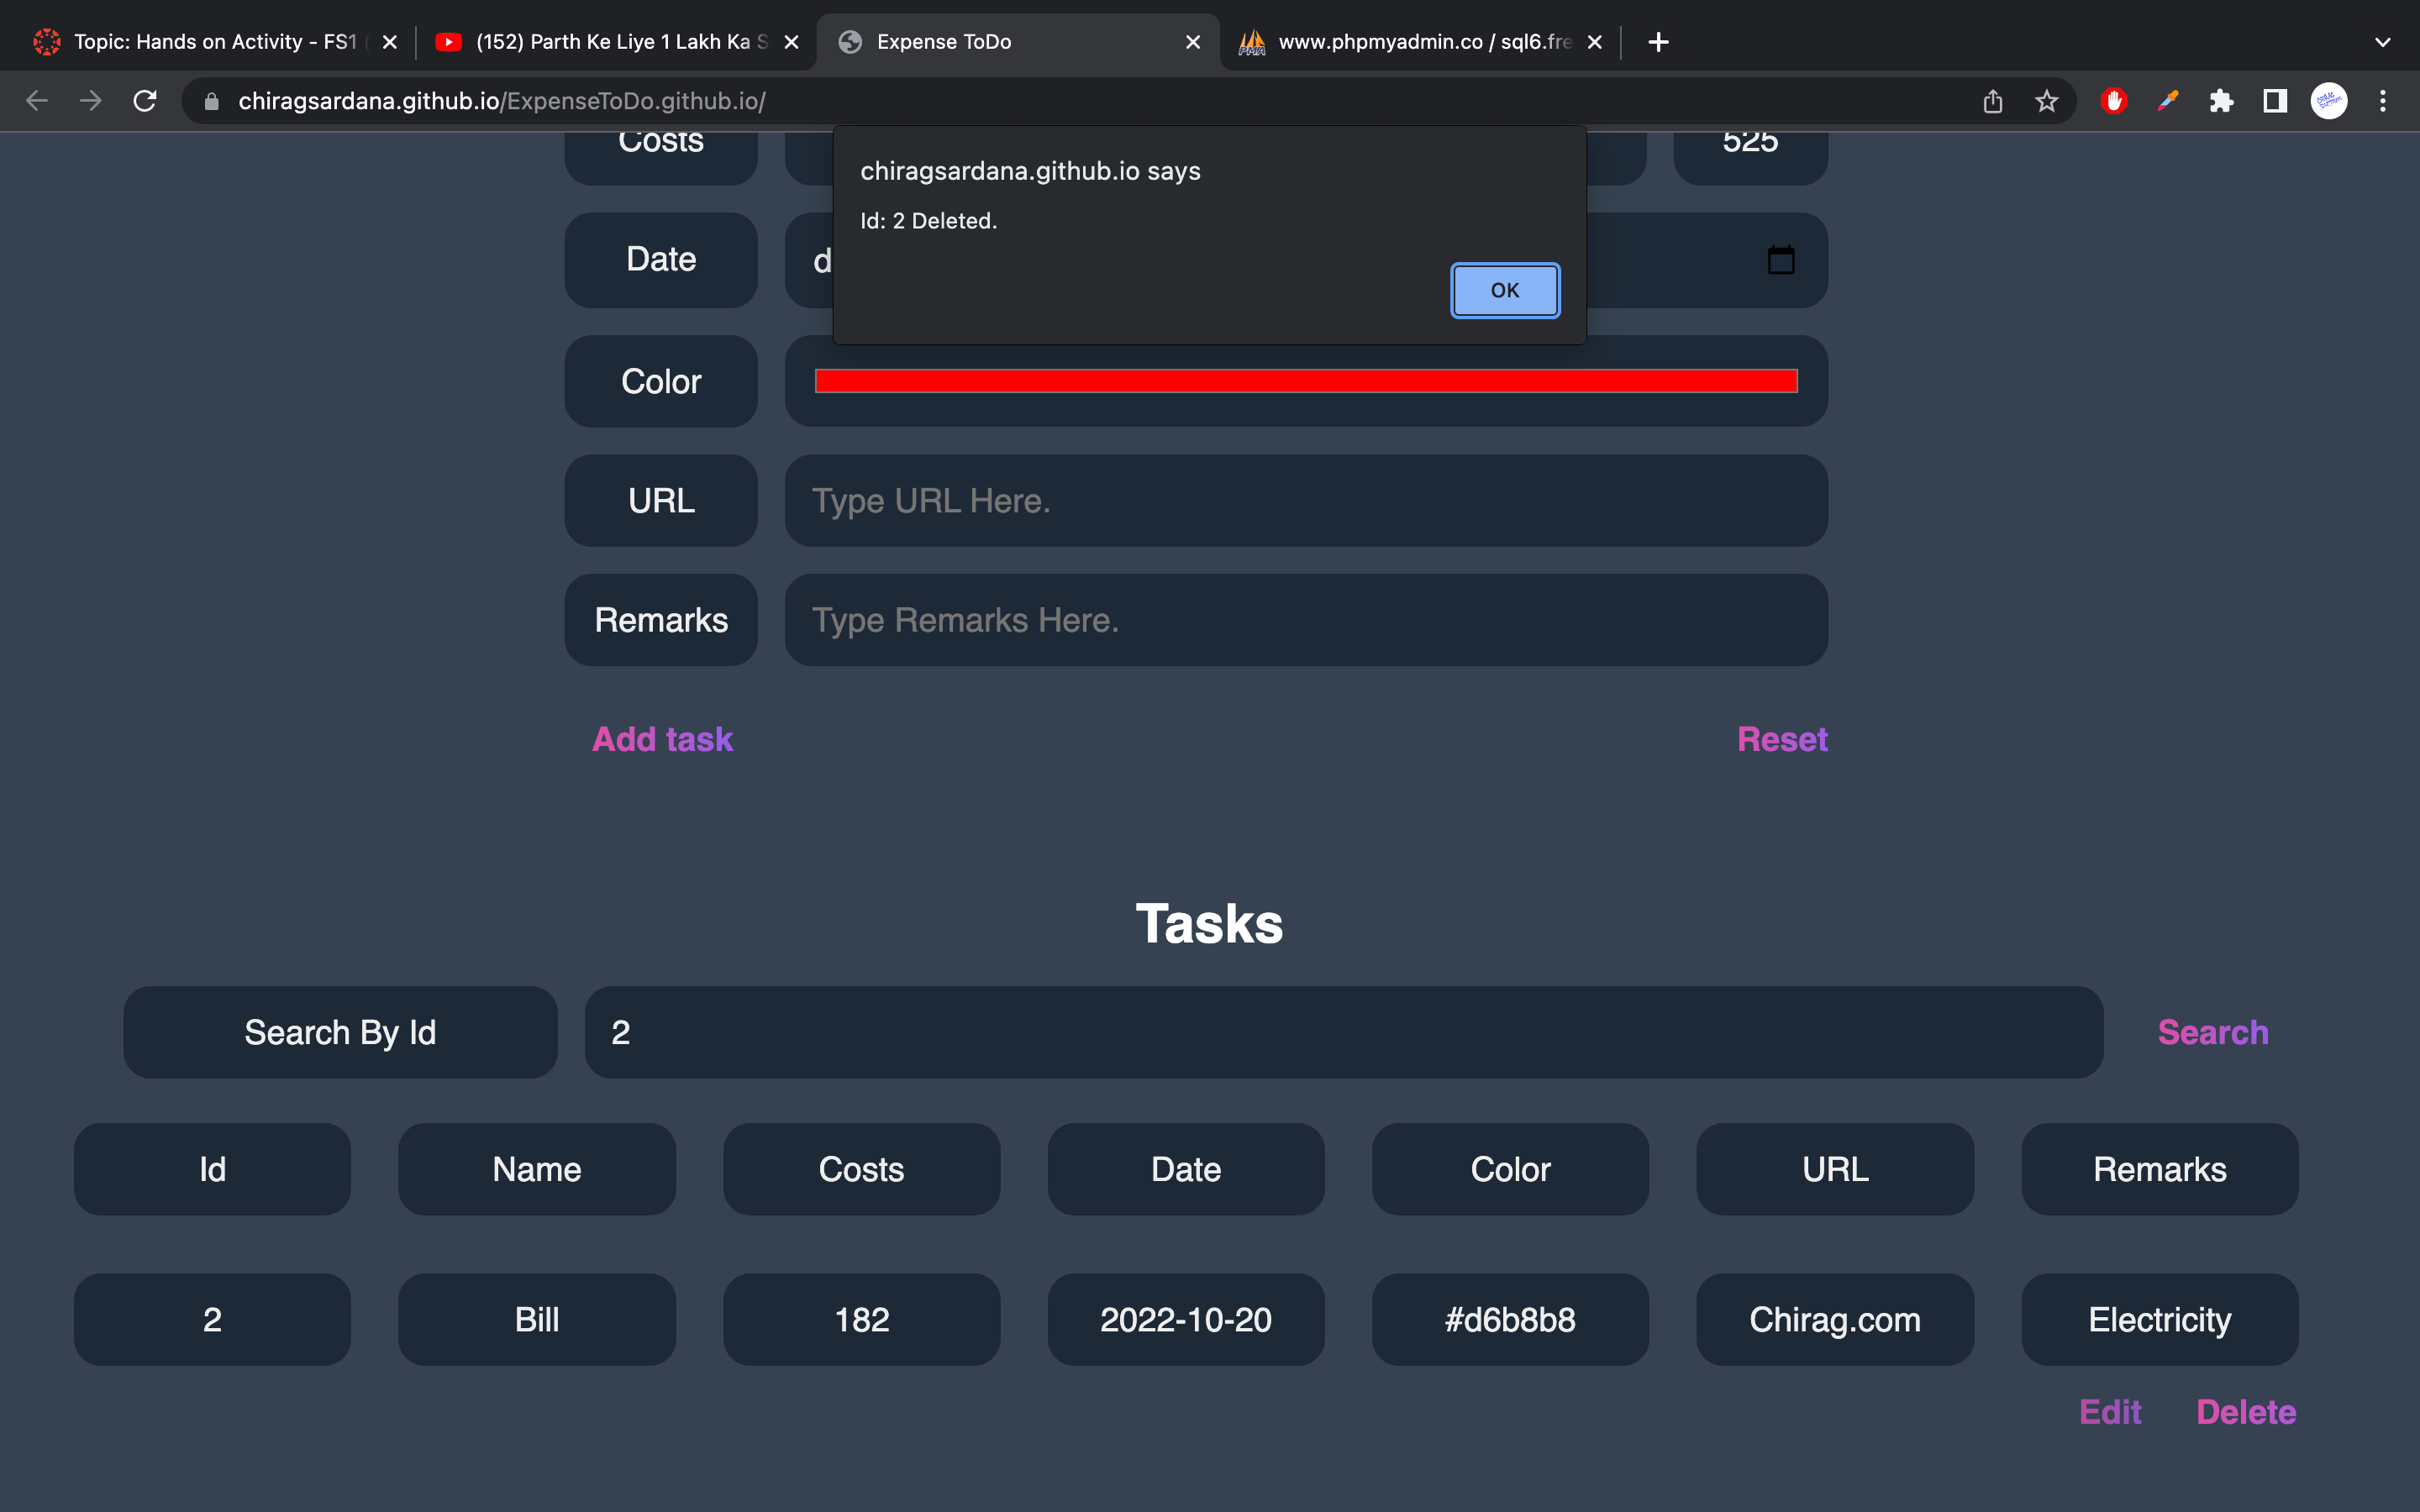 Topic: Hands on Activity - FS1
(152) Parth Ke Liye 1 Lakh Ka S
Expense ToDo
www.phpmyadmin.co / sql6.fre
chiragsardana.github.io/ExpenseToDo.github.io/
chiragsardana.github.io says
Id: 2 Deleted.
OK
Costs 525
Date d
Color
URL Type URL Here.
Remarks Type Remarks Here.
Add task Reset
Tasks
Search By Id 2 Search
Id Name Costs Date Color URL Remarks
2 Bill 182 2022-10-20 #d6b8b8 Chirag.com Electricity
Edit Delete